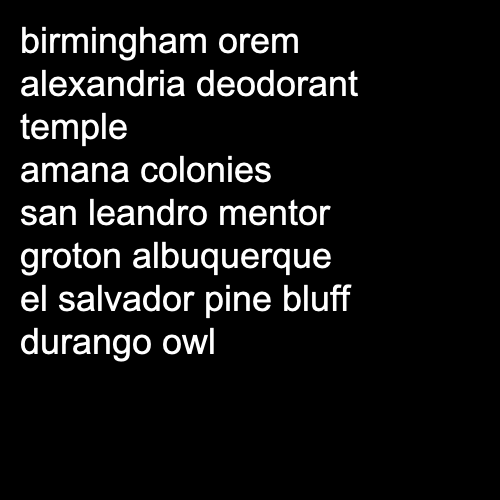 birmingham orem
alexandria deodorant
temple
amana colonies
san leandro mentor
groton albuquerque
el salvador pine bluff
durango owl